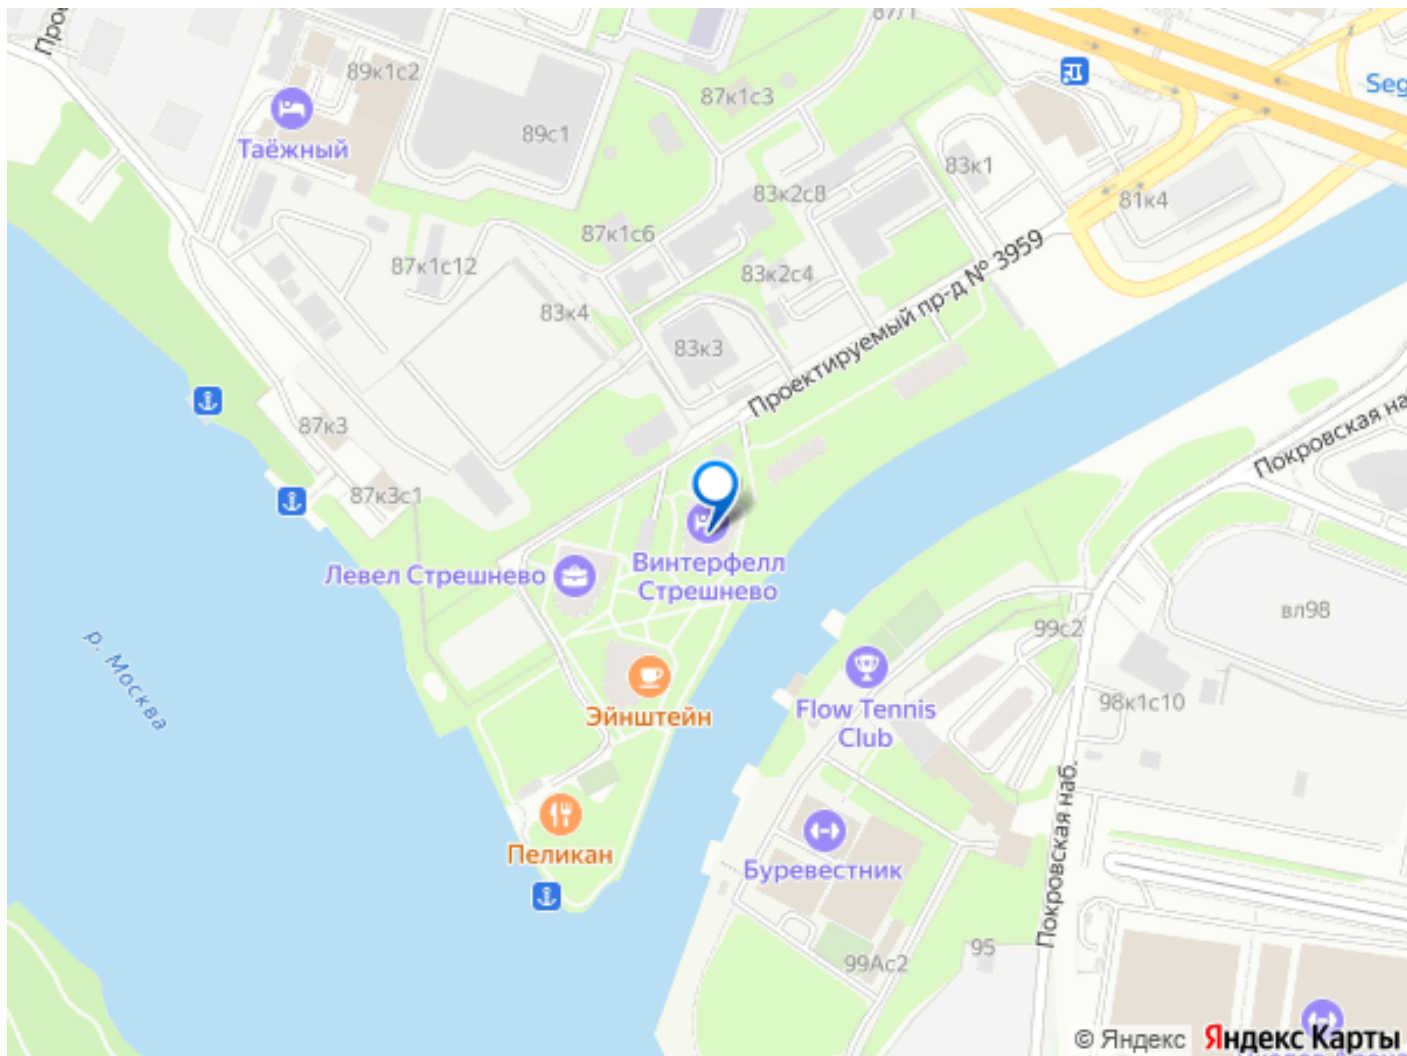 87/1
89к1с2
Seg
87к1с3
Таёжный
89с1
83к1
83к2с8
81к4
87к1с6
87к1с12
83к2с4
Проектируемый пр-д № 3959
83к4
83к3
87к3
Покровская на
87к3с1
Винтерфелл
Стрешнево
Левел Стрешнево
вл98
99с2
р. Москва
98к1с10
Эйнштейн
Flow Tennis
Club
Покровская наб.
Пеликан
Буревестник
95
99Ас2
© Яндекс Яндекс Карты